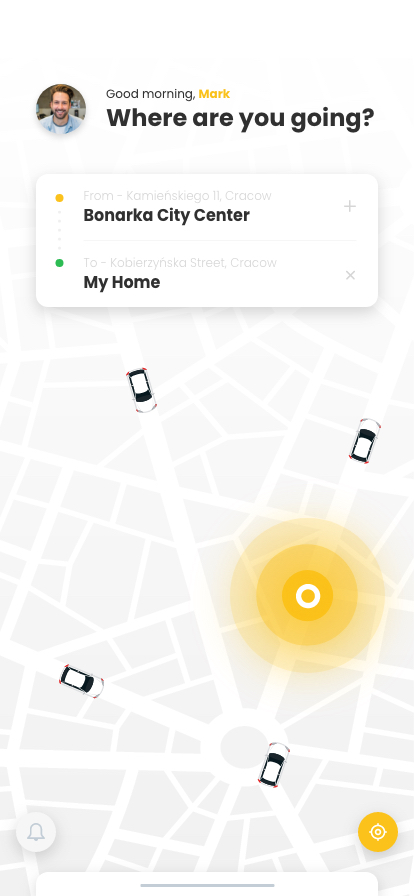 Good morning, Mark
Where are you going?
From - Kamieńskiego 11, Cracow
Bonarka City Center
To - Kobierzyńska Street, Cracow
My Home